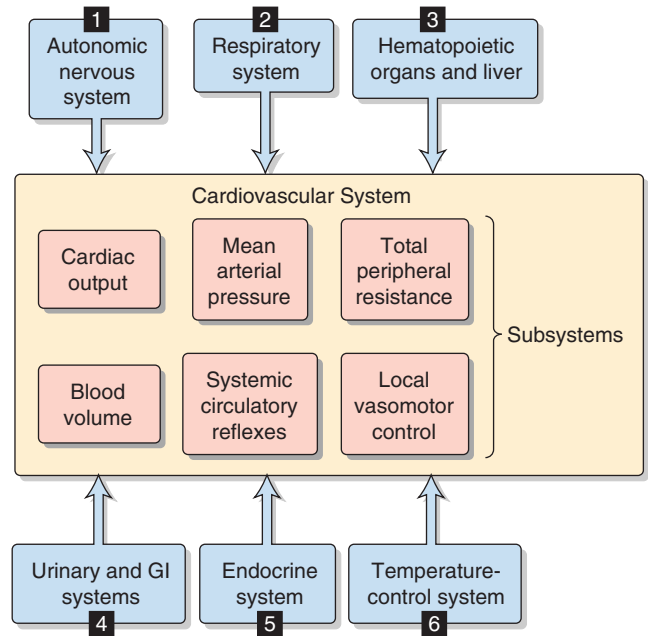 1
Autonomic
nervous
system
2
Respiratory
system
3
Hematopoietic
organs and liver
Cardiovascular System
Cardiac
output
Mean
arterial
pressure
Total
peripheral
resistance
Subsystems
Blood
volume
Systemic
circulatory
reflexes
Local
vasomotor
control
Urinary and GI
systems
4
Endocrine
system
5
Temperature-
control system
6